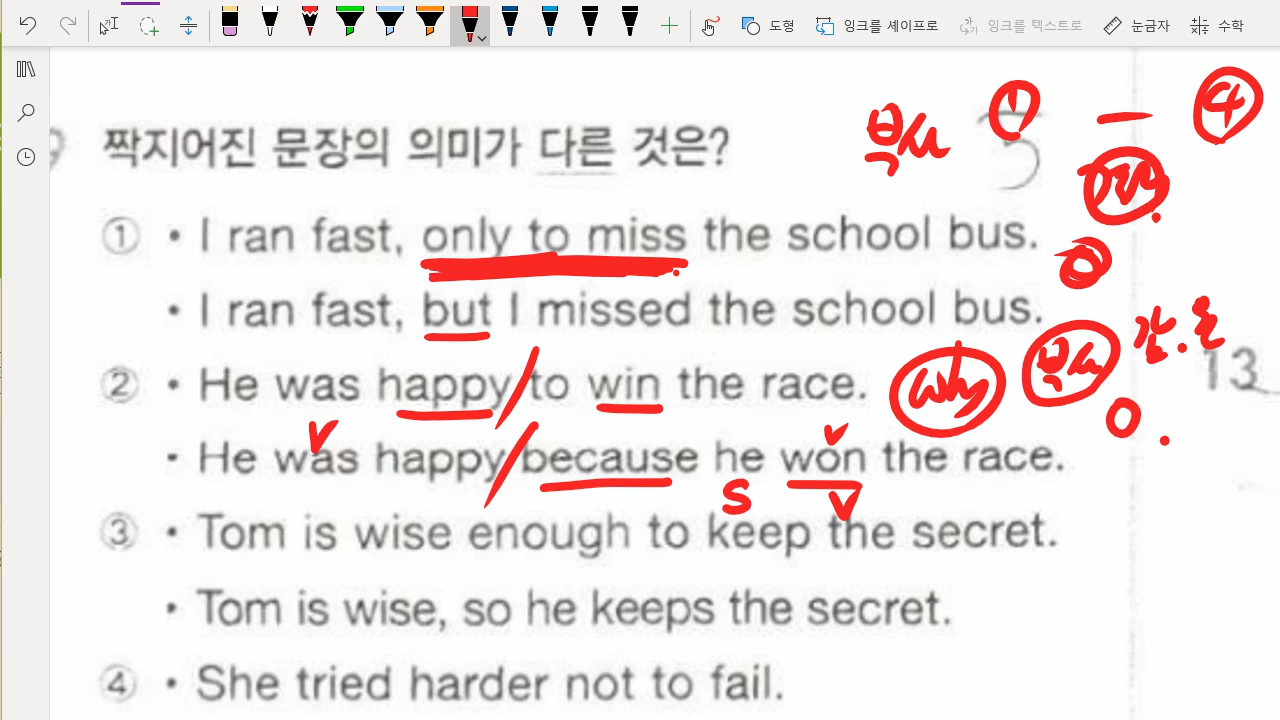 도형 잉크를 셰이프로 잉크를 텍스트로 눈금자 수학
부사 ① - ④
짝지어진 문장의 의미가 다른 것은?
① • I ran fast, only to miss the school bus.
• I ran fast, but I missed the school bus.
② • He was happy / to win the race. why 부사 감.원
13
• He was happy / because he won the race.
S V
③ • Tom is wise enough to keep the secret.
• Tom is wise, so he keeps the secret.
④ • She tried harder not to fail.